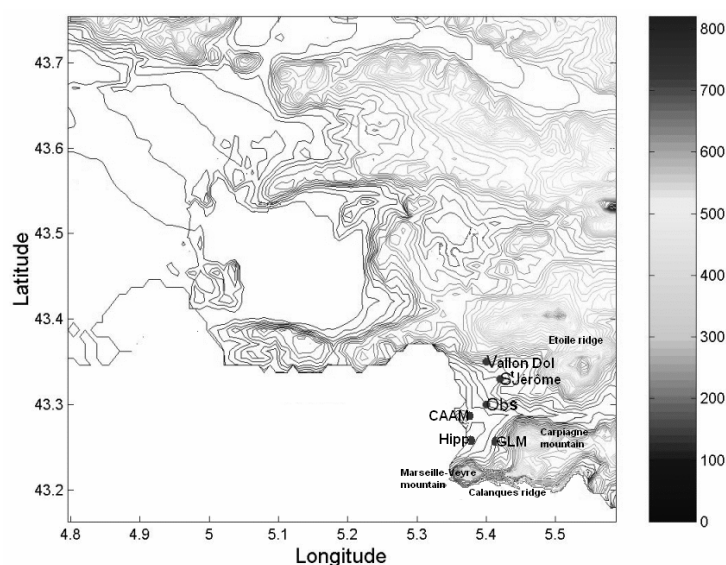 800
43.7
700
43.6
600
43.5
500
Latitude
400
43.4
Etoile ridge
Vallon Dol
300
S'Jerôme
43.3
Obs
CAAM
200
Carpiagne
mountain
Hipp
GLM
Marseille-Veyre
mountain
100
43.2
Calanques ridge
0
4.8
4.9
5
5.1
5.2
5.3
5.4
5.5
Longitude